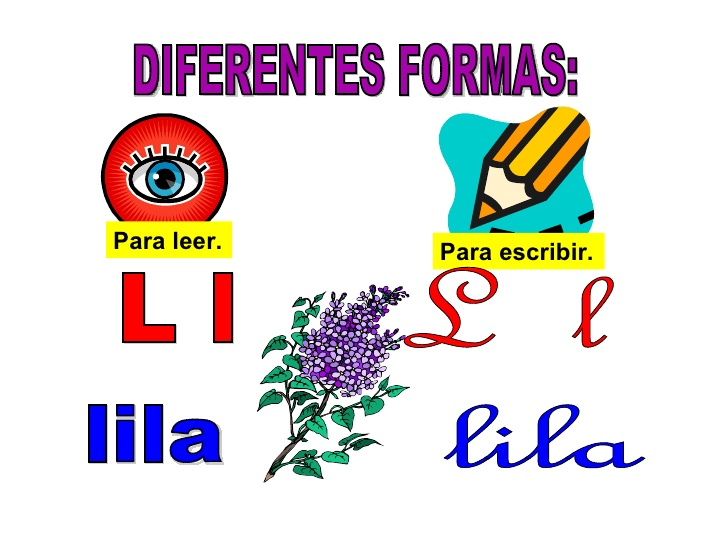 DIFERENTES FORMAS:
Para leer.
Para escribir.
L l
L l
lila
lila